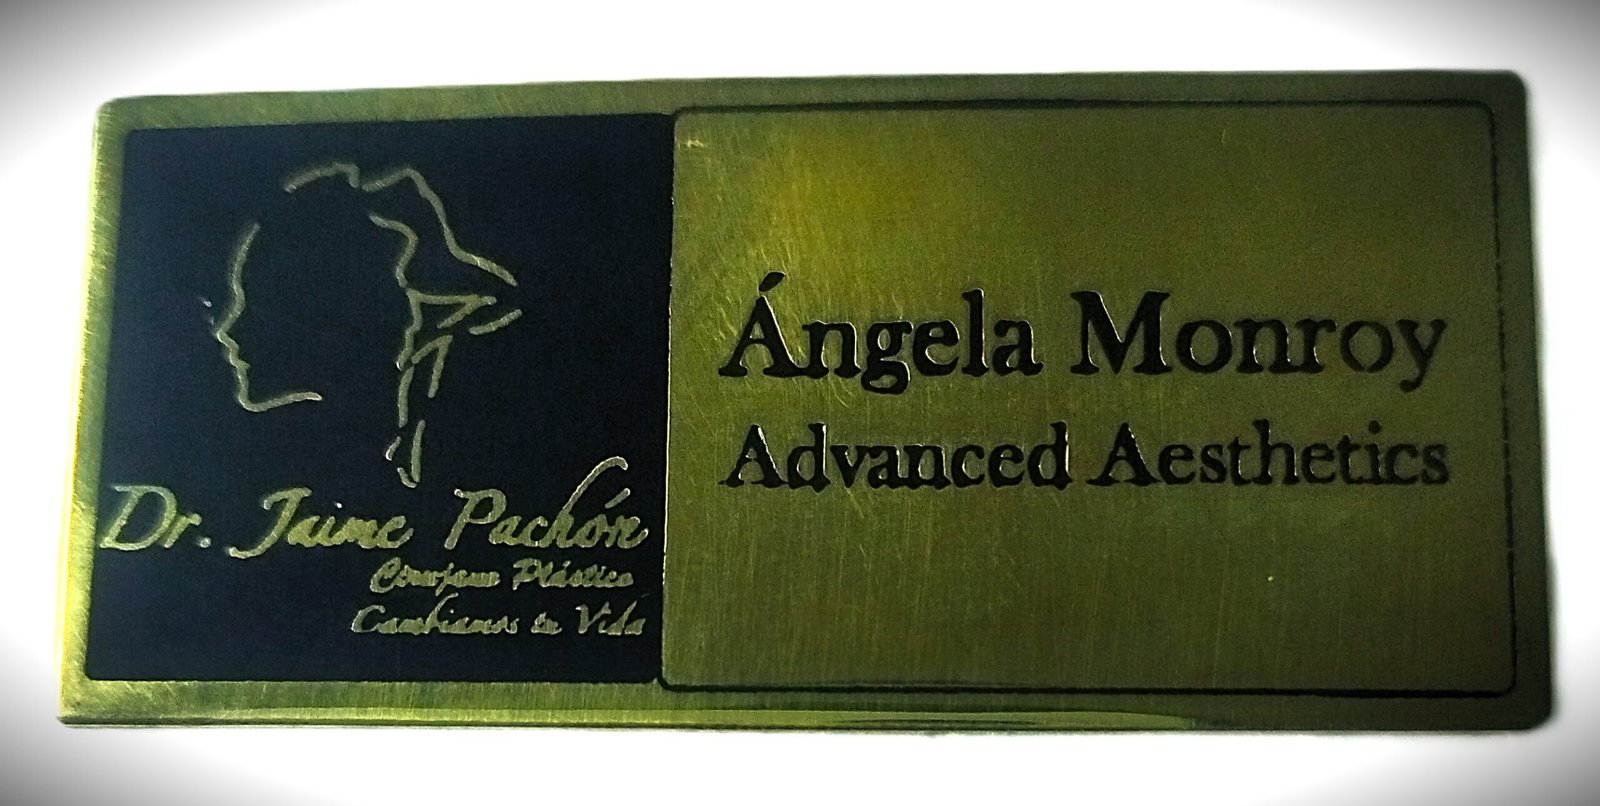 Dr. Jaime Pachón
Cirujano Plástico
Cambiamos tu Vida
Ángela Monroy
Advanced Aesthetics